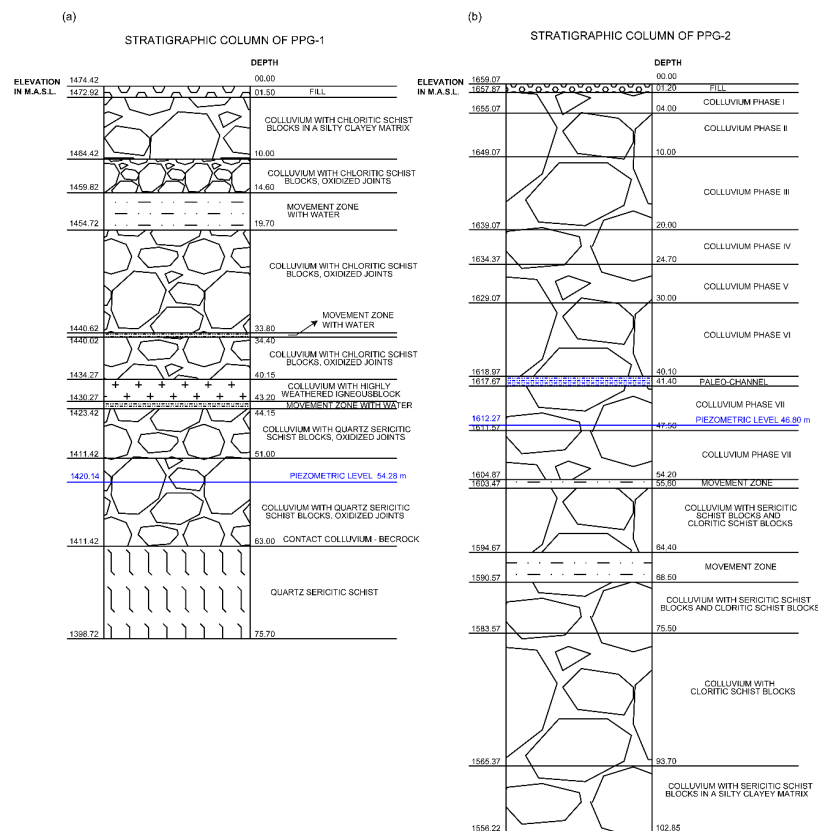 (a)
STRATIGRAPHIC COLUMN OF PPG-1
DEPTH
ELEVATION
IN M.A.S.L.
1474.42 00.00
1472.92 01.50 FILL
COLLUVIUM WITH CHLORITIC SCHIST
BLOCKS IN A SILTY CLAYEY MATRIX
1464.42 10.00
COLLUVIUM WITH CHLORITIC SCHIST
BLOCKS, OXIDIZED JOINTS
1459.82 14.60
MOVEMENT ZONE
WITH WATER
1454.72 19.70
COLLUVIUM WITH CHLORITIC SCHIST
BLOCKS, OXIDIZED JOINTS
MOVEMENT ZONE
WITH WATER
1440.62 33.80
1440.02 34.40
COLLUVIUM WITH CHLORITIC SCHIST
BLOCKS, OXIDIZED JOINTS
1434.27 40.15
COLLUVIUM WITH HIGHLY
WEATHERED IGNEOUSBLOCK
1430.27 43.20
MOVEMENT ZONE WITH WATER
1423.42 44.15
COLLUVIUM WITH QUARTZ SERICITIC
SCHIST BLOCKS, OXIDIZED JOINTS
1411.42 51.00
1420.14 PIEZOMETRIC LEVEL 54.28 m
COLLUVIUM WITH QUARTZ SERICITIC
SCHIST BLOCKS, OXIDIZED JOINTS
1411.42 63.00 CONTACT COLLUVIUM - BECROCK
QUARTZ SERICITIC SCHIST
1398.72 75.70
(b)
STRATIGRAPHIC COLUMN OF PPG-2
DEPTH
ELEVATION
IN M.A.S.L.
1659.07 00.00
1657.87 01.20 FILL
COLLUVIUM PHASE I
1655.07 04.00
COLLUVIUM PHASE II
1649.07 10.00
COLLUVIUM PHASE III
1639.07 20.00
COLLUVIUM PHASE IV
1634.37 24.70
COLLUVIUM PHASE V
1629.07 30.00
COLLUVIUM PHASE VI
1618.97 40.10
1617.67 41.40 PALEO-CHANNEL
COLLUVIUM PHASE VII
1612.27 PIEZOMETRIC LEVEL 46.80 m
1611.57 47.50
COLLUVIUM PHASE VII
1604.87 54.20
1603.47 55.60 MOVEMENT ZONE
COLLUVIUM WITH SERICITIC
SCHIST BLOCKS AND
CLORITIC SCHIST BLOCKS
1594.67 64.40
MOVEMENT ZONE
1590.57 68.50
COLLUVIUM WITH SERICITIC SCHIST
BLOCKS AND CLORITIC SCHIST BLOCKS
1583.57 75.50
COLLUVIUM WITH
CLORITIC SCHIST BLOCKS
1565.37 93.70
COLLUVIUM WITH SERICITIC SCHIST
BLOCKS IN A SILTY CLAYEY MATRIX
1556.22 102.85